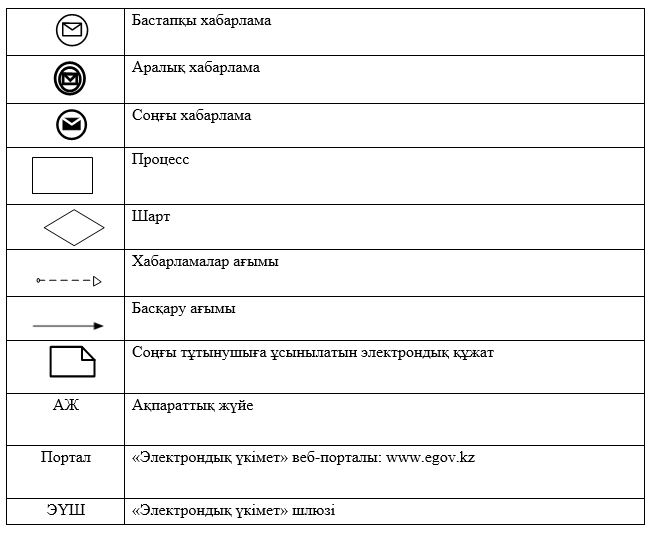 Бастапқы хабарлама
Аралық хабарлама
Соңғы хабарлама
Процесс
Шарт
Хабарламалар ағымы
Басқару ағымы
Соңғы тұтынушыға ұсынылатын электрондық құжат
АЖ Ақпараттық жүйе
Портал «Электрондық үкімет» веб-порталы: www.egov.kz
ЭҮШ «Электрондық үкімет» шлюзі